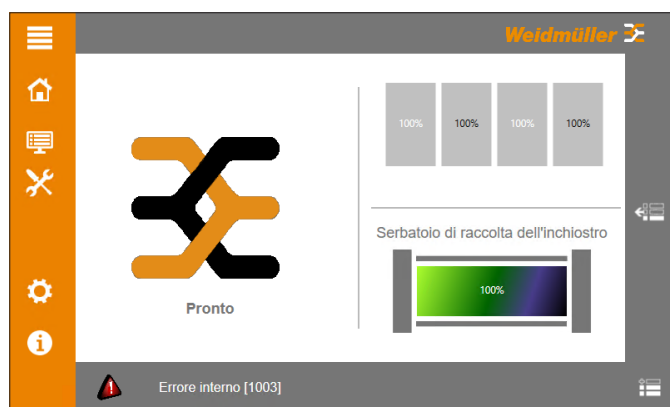 Weidmüller
100% 100% 100% 100%
Serbatoio di raccolta dell'inchiostro
100%
Pronto
Errore interno [1003]